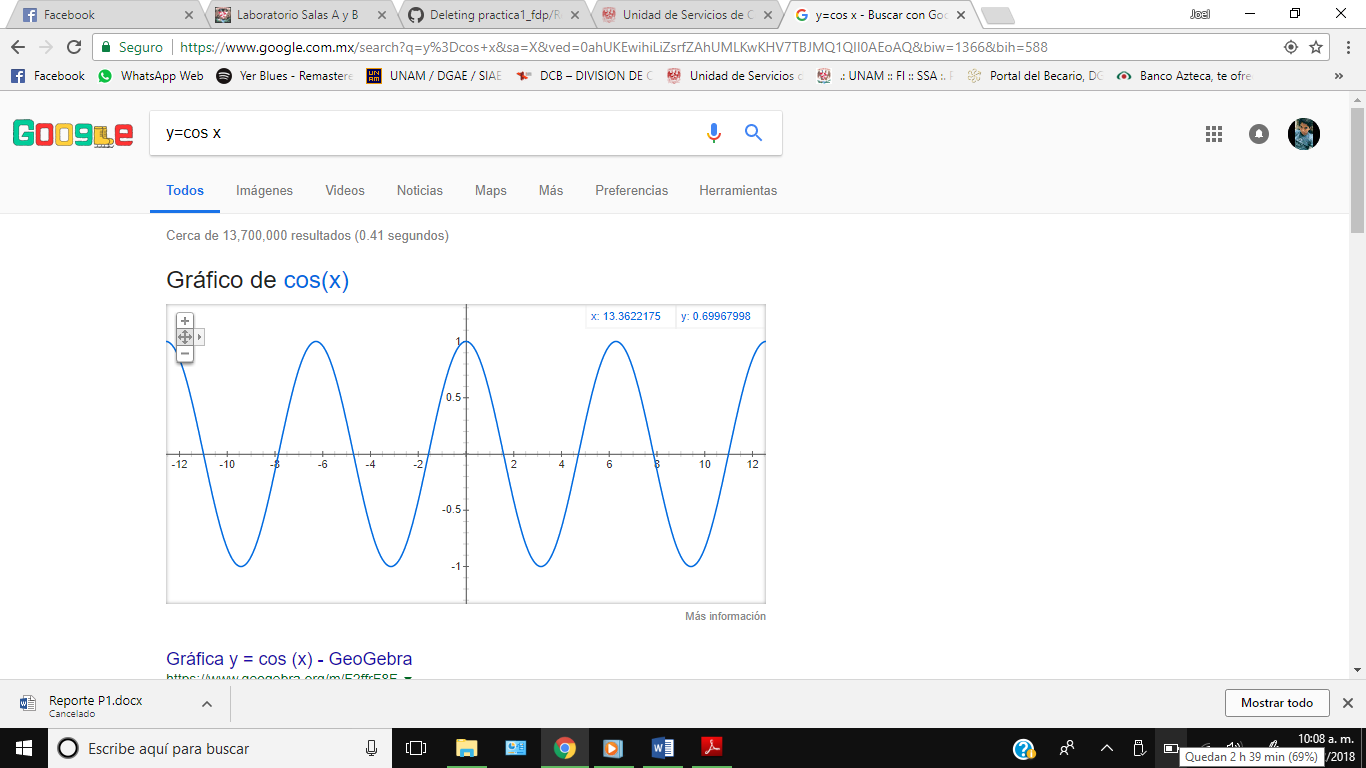 Facebook
Laboratorio Salas A y B
Deleting practica1_fdp/R
Unidad de Servicios de C
y=cos x - Buscar con Goo
Joel
Seguro
https://www.google.com.mx/search?q=y%3Dcos+x&sa=X&ved=0ahUKEwihiLiZsrfZAhUMLKwKHV7TBJMQ1QII0AEoAQ&biw=1366&bih=588
Facebook
WhatsApp Web
Yer Blues - Remastere
UNAM / DGAE / SIAE
DCB – DIVISION DE C
Unidad de Servicios
.: UNAM :: FI :: SSA :.
Portal del Becario, DG
Banco Azteca, te ofre
Google
y=cos x
Todos
Imágenes
Videos
Noticias
Maps
Más
Preferencias
Herramientas
Cerca de 13,700,000 resultados (0.41 segundos)
Gráfico de cos(x)
x: 13.3622175
y: 0.69967998
1
0.5
-12
-10
-8
-6
-4
-2
2
4
6
8
10
12
-0.5
-1
Más información
Gráfica y = cos (x) - GeoGebra
Reporte P1.docx
Cancelado
Mostrar todo
Escribe aquí para buscar
10:08 a. m.
/2018
Quedan 2 h 39 min (69%)